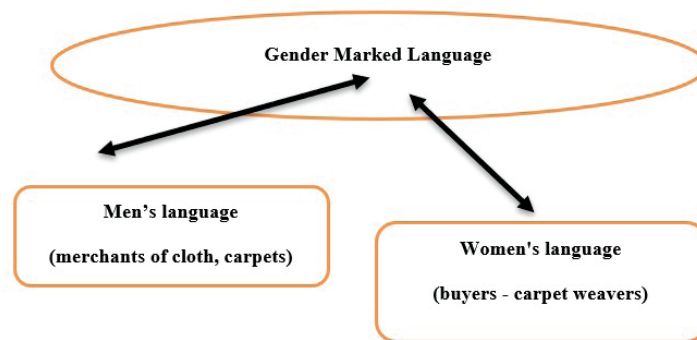 Gender Marked Language
Men’s language
(merchants of cloth, carpets)
Women's language
(buyers - carpet weavers)